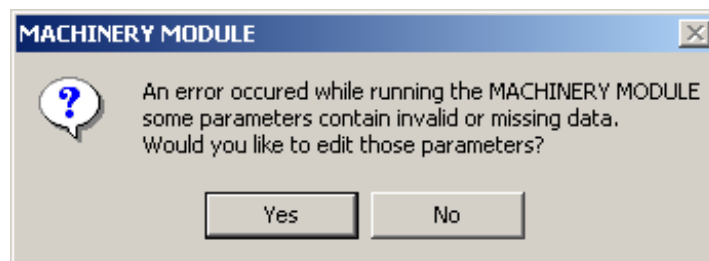 MACHINERY MODULE
An error occured while running the MACHINERY MODULE
some parameters contain invalid or missing data.
Would you like to edit those parameters?
Yes No